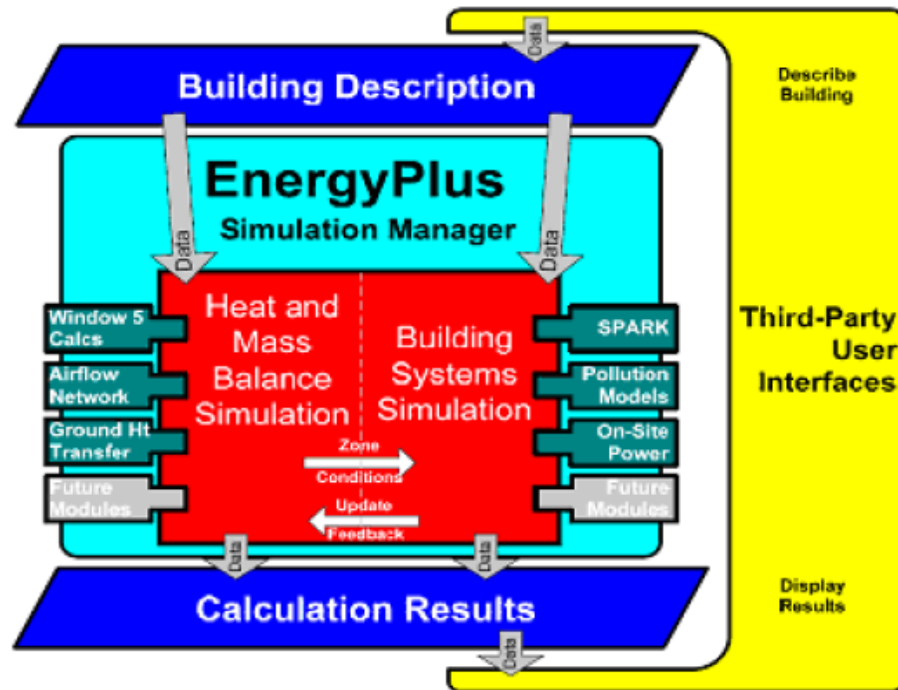 Data
Building Description
Describe
Building
EnergyPlus
Simulation Manager
Data
Data
Heat and
Mass
Balance
Simulation
Building
Systems
Simulation
Window 5
Calcs
Airflow
Network
Ground Ht
Transfer
Future
Modules
SPARK
Pollution
Models
On-Site
Power
Future
Modules
Zone
Conditions
Update
Feedback
Third-Party
User
Interfaces
Data
Data
Calculation Results
Display
Results
Data